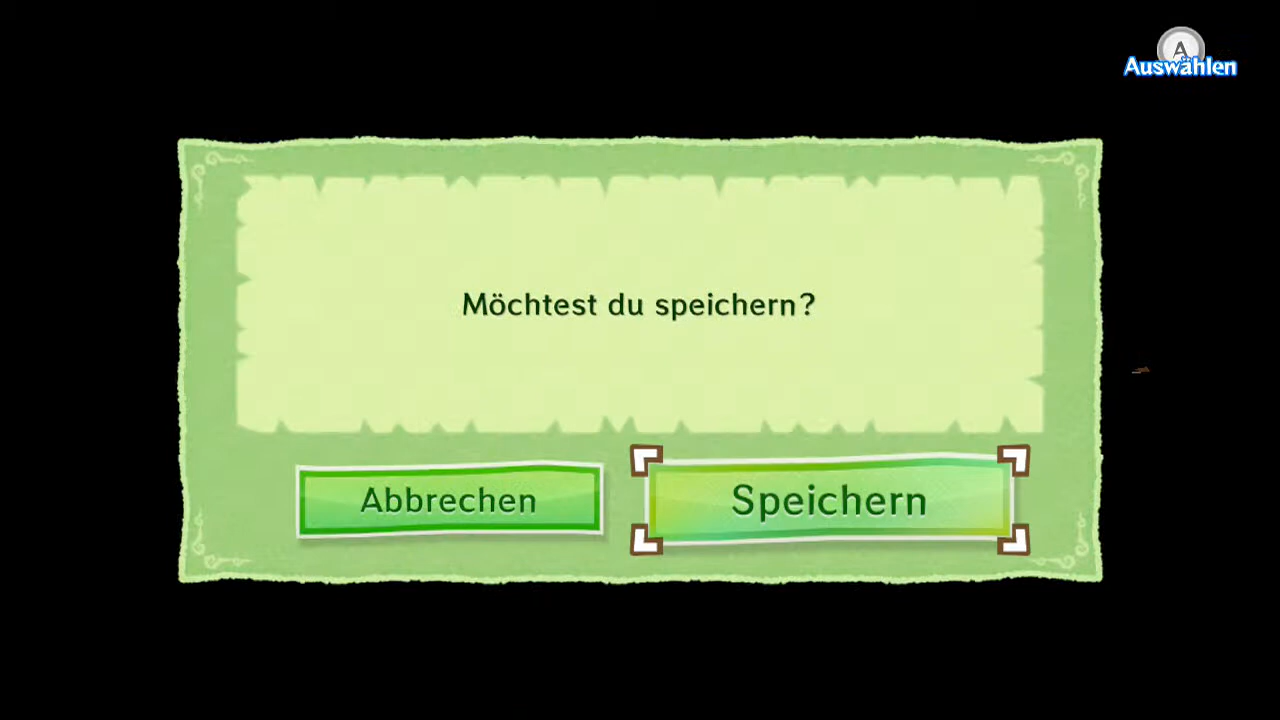 A
Auswählen
Möchtest du speichern?
Abbrechen
Speichern